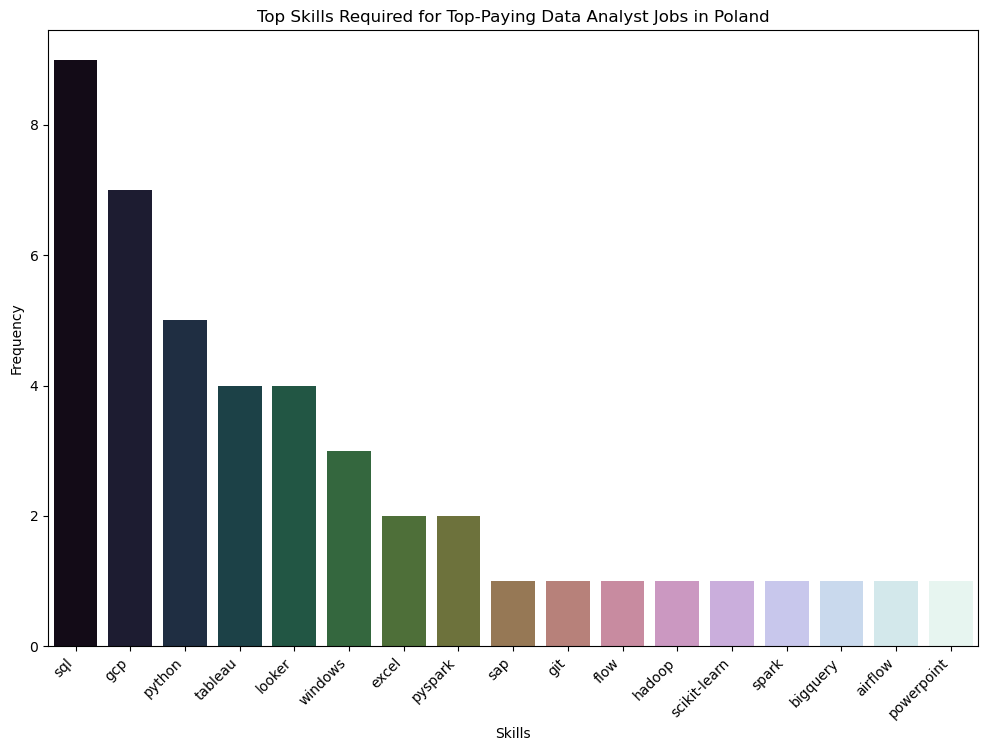 Top Skills Required for Top-Paying Data Analyst Jobs in Poland
Frequency
8
6
4
2
0
sql
gcp
python
tableau
looker
windows
excel
pyspark
sap
git
flow
hadoop
scikit-learn
spark
bigquery
airflow
powerpoint
Skills